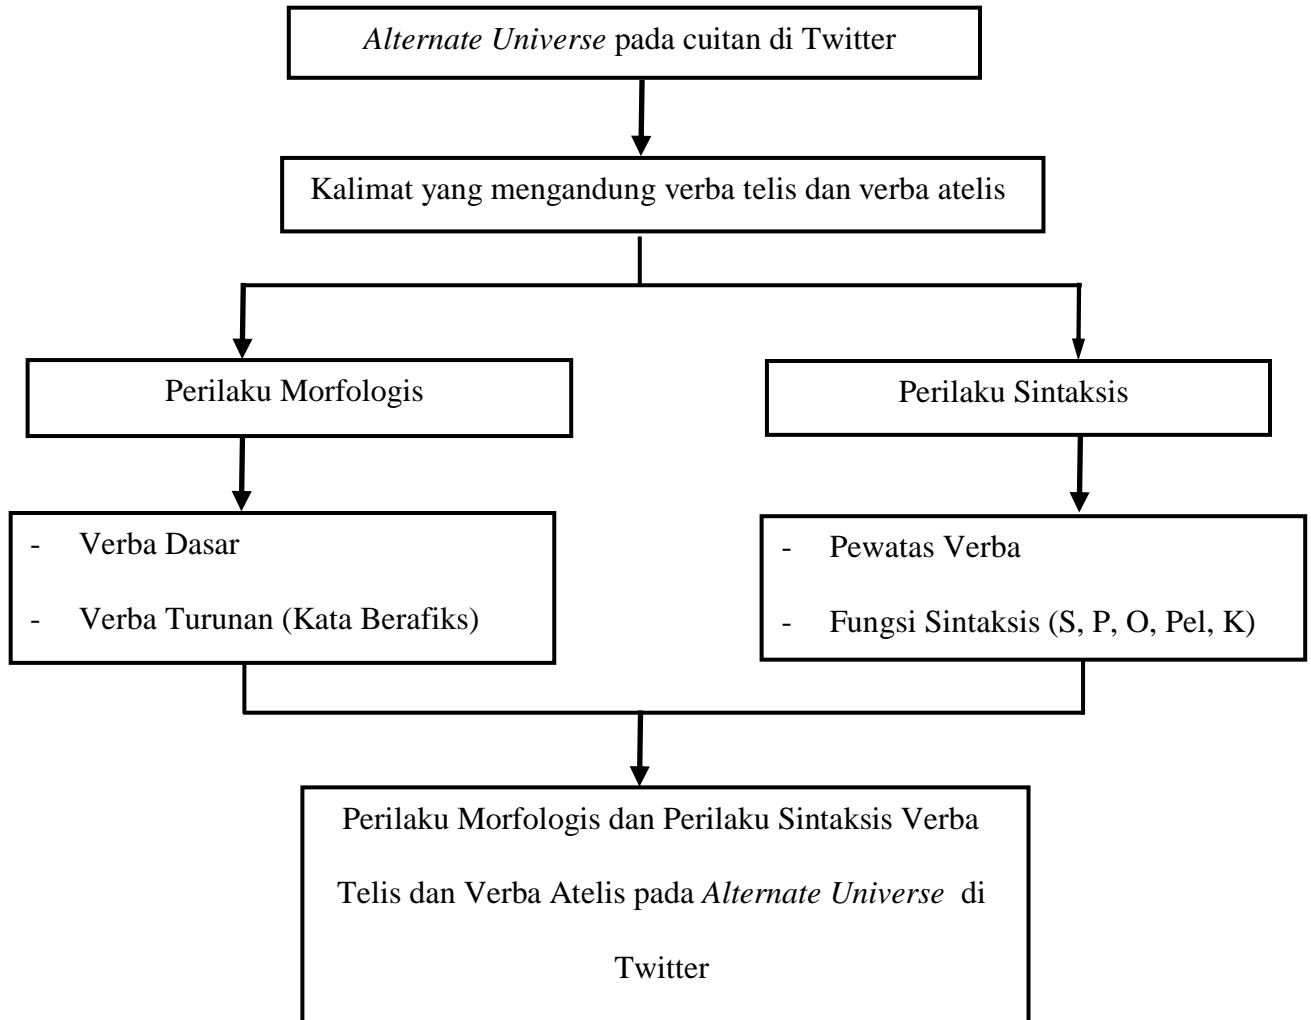 Alternate Universe pada cuitan di Twitter
Kalimat yang mengandung verba telis dan verba atelis
Perilaku Morfologis
Perilaku Sintaksis
- Verba Dasar
- Verba Turunan (Kata Berafiks)
- Pewatas Verba
- Fungsi Sintaksis (S, P, O, Pel, K)
Perilaku Morfologis dan Perilaku Sintaksis Verba
Telis dan Verba Atelis pada Alternate Universe di
Twitter